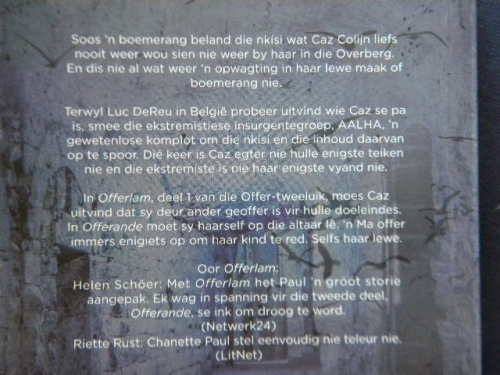 Soos 'n boemerang beland die nkisi wat Caz Colijn liefs
nooit weer wou sien nie weer by haar in die Overberg.
En dis nie al wat weer 'n opwagting in haar lewe maak of
boemerang nie.
Terwyl Luc DeReu in België probeer uitvind wie Caz se pa
is, smee die ekstremistiese insurgentegroep, AALHA, 'n
gewetenlose komplot om die nkisi en die inhoud daarvan
op te spoor. Dié keer is Caz egter nie hulle enigste teiken
nie en die ekstremiste is nie haar enigste vyand nie.
In Offerlam, deel 1 van die Offer-tweeluik, moes Caz
uitvind dat sy deur ander geoffer is vir hulle doeleindes.
In Offerande moet sy haarself op die altaar lê. 'n Ma offer
immers enigiets op om haar kind te red. Selfs haar lewe.
Oor Offerlam:
Helen Schöer: Met Offerlam het Paul 'n groot storie
aangepak. Ek wag in spanning vir die tweede deel,
Offerande, se ink om droog te word.
(Netwerk24)
Riette Rust: Chanette Paul stel eenvoudig nie teleur nie.
(LitNet)